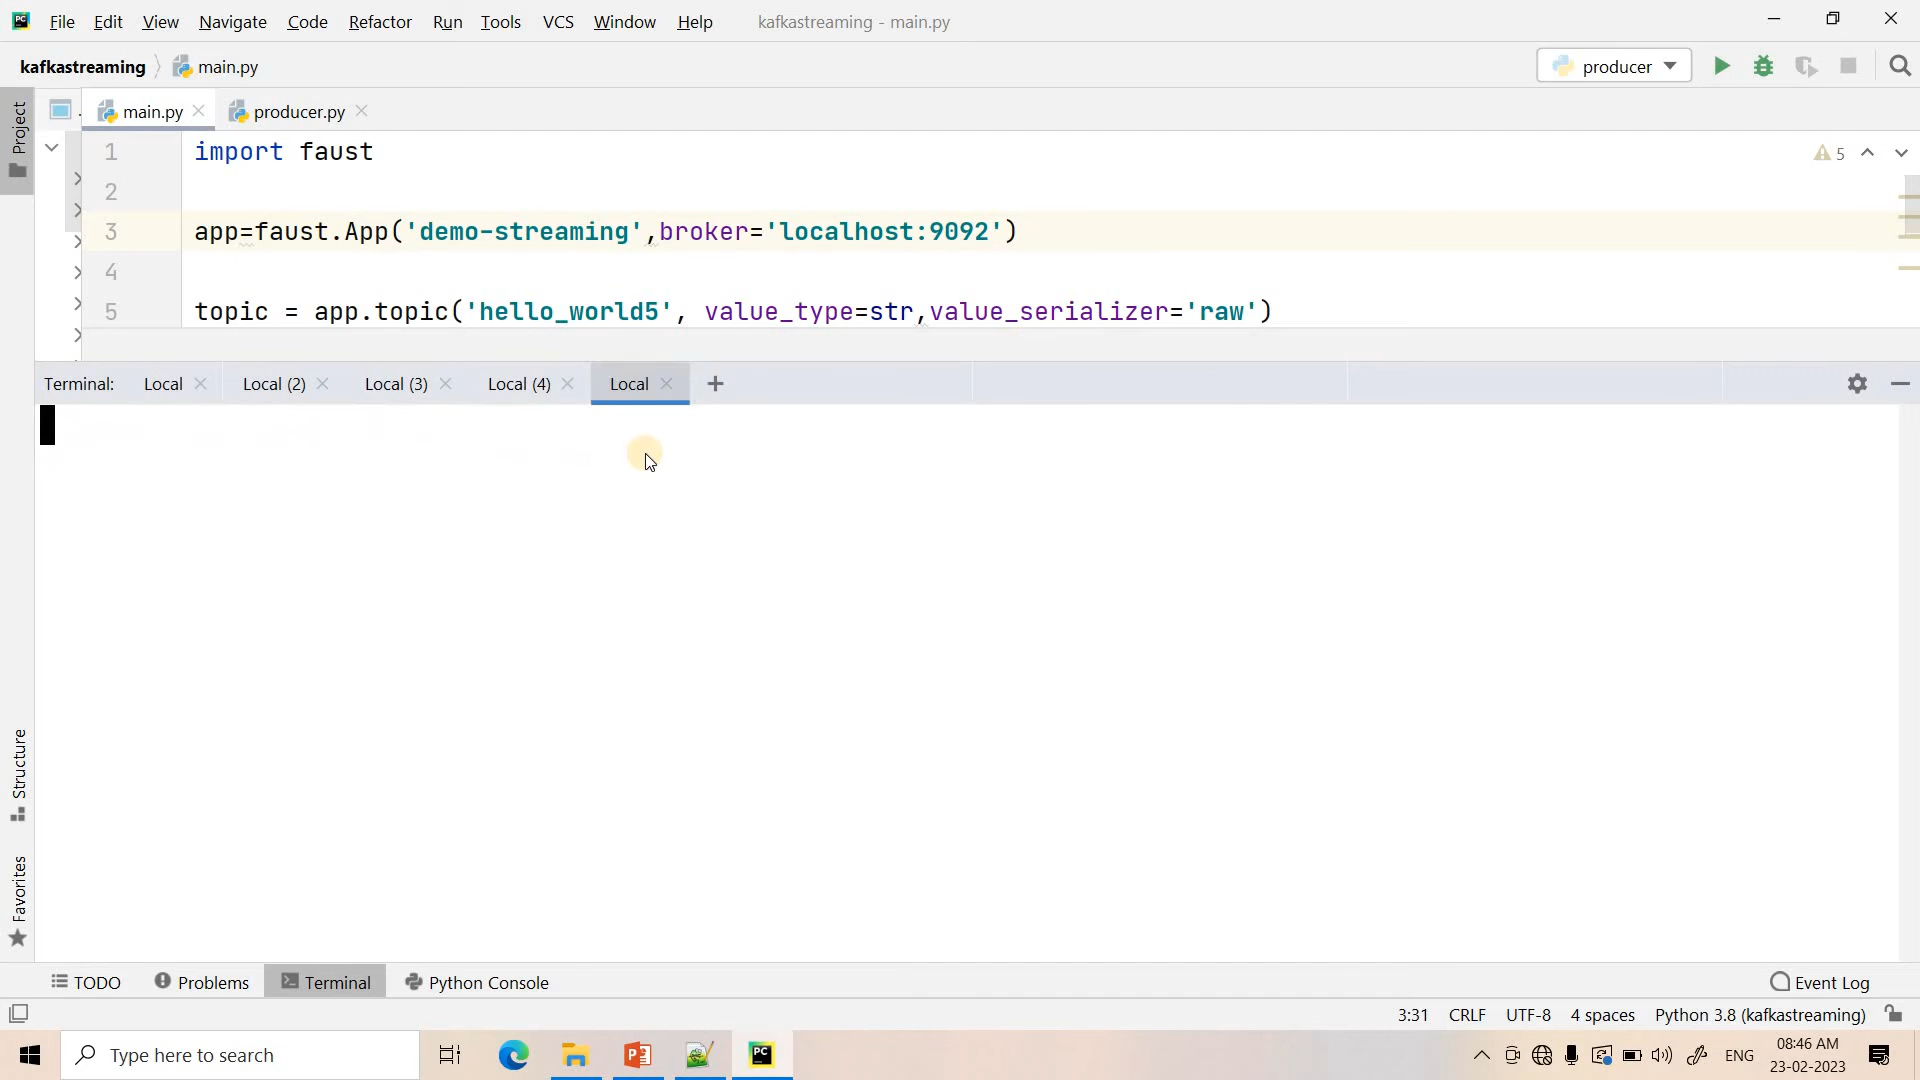 PC File Edit View Navigate Code Refactor Run Tools VCS Window Help kafkastreaming - main.py
kafkastreaming main.py producer
Project
main.py producer.py
1 import faust 5
2
3 app=faust.App('demo-streaming',broker='localhost:9092')
4
5 topic = app.topic('hello_world5', value_type=str,value_serializer='raw')
Terminal: Local Local (2) Local (3) Local (4) Local +
Structure
Favorites
TODO Problems Terminal Python Console Event Log
3:31 CRLF UTF-8 4 spaces Python 3.8 (kafkastreaming)
Type here to search PC ENG 08:46 AM
23-02-2023